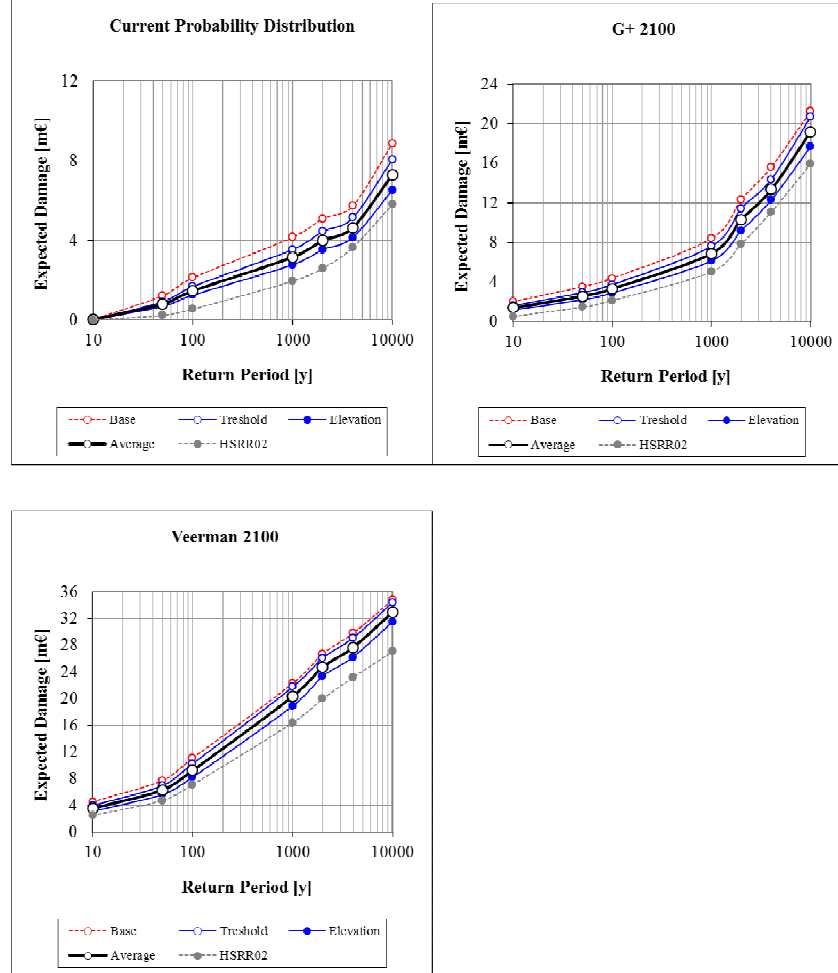 Current Probability Distribution
12
8
4
0
10 100 1000 10000
Expected Damage [m€]
Return Period [y]
Base Treshold Elevation
Average HSRR02
G+ 2100
24
20
16
12
8
4
0
10 100 1000 10000
Expected Damage [m€]
Return Period [y]
Base Treshold Elevation
Average HSRR02
Veerman 2100
36
32
28
24
20
16
12
8
4
0
10 100 1000 10000
Expected Damage [m€]
Return Period [y]
Base Treshold Elevation
Average HSRR02